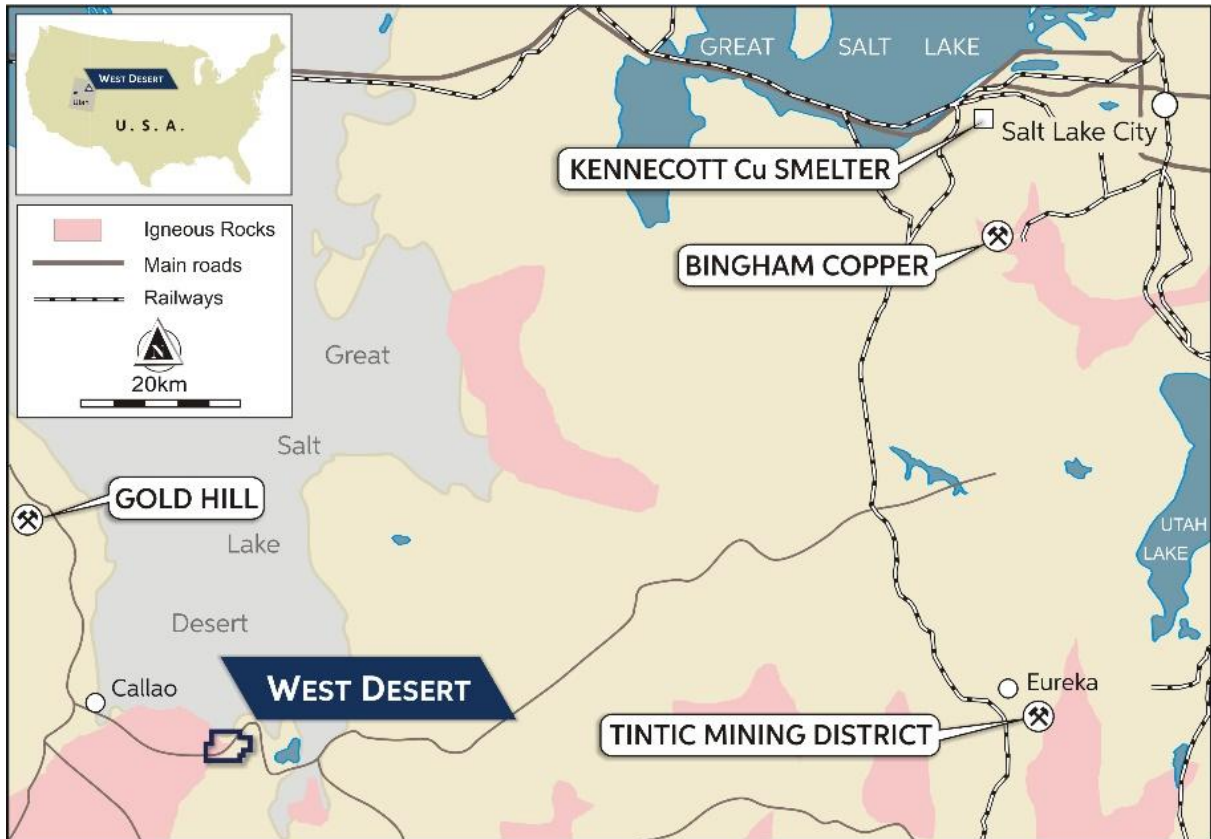 WEST DESERT
Utah
U. S. A.
Igneous Rocks
Main roads
Railways
N
20km
GREAT SALT LAKE
Salt Lake City
KENNECOTT Cu SMELTER
BINGHAM COPPER
Great
Salt
Lake
Desert
GOLD HILL
UTAH
LAKE
Callao
WEST DESERT
Eureka
TINTIC MINING DISTRICT